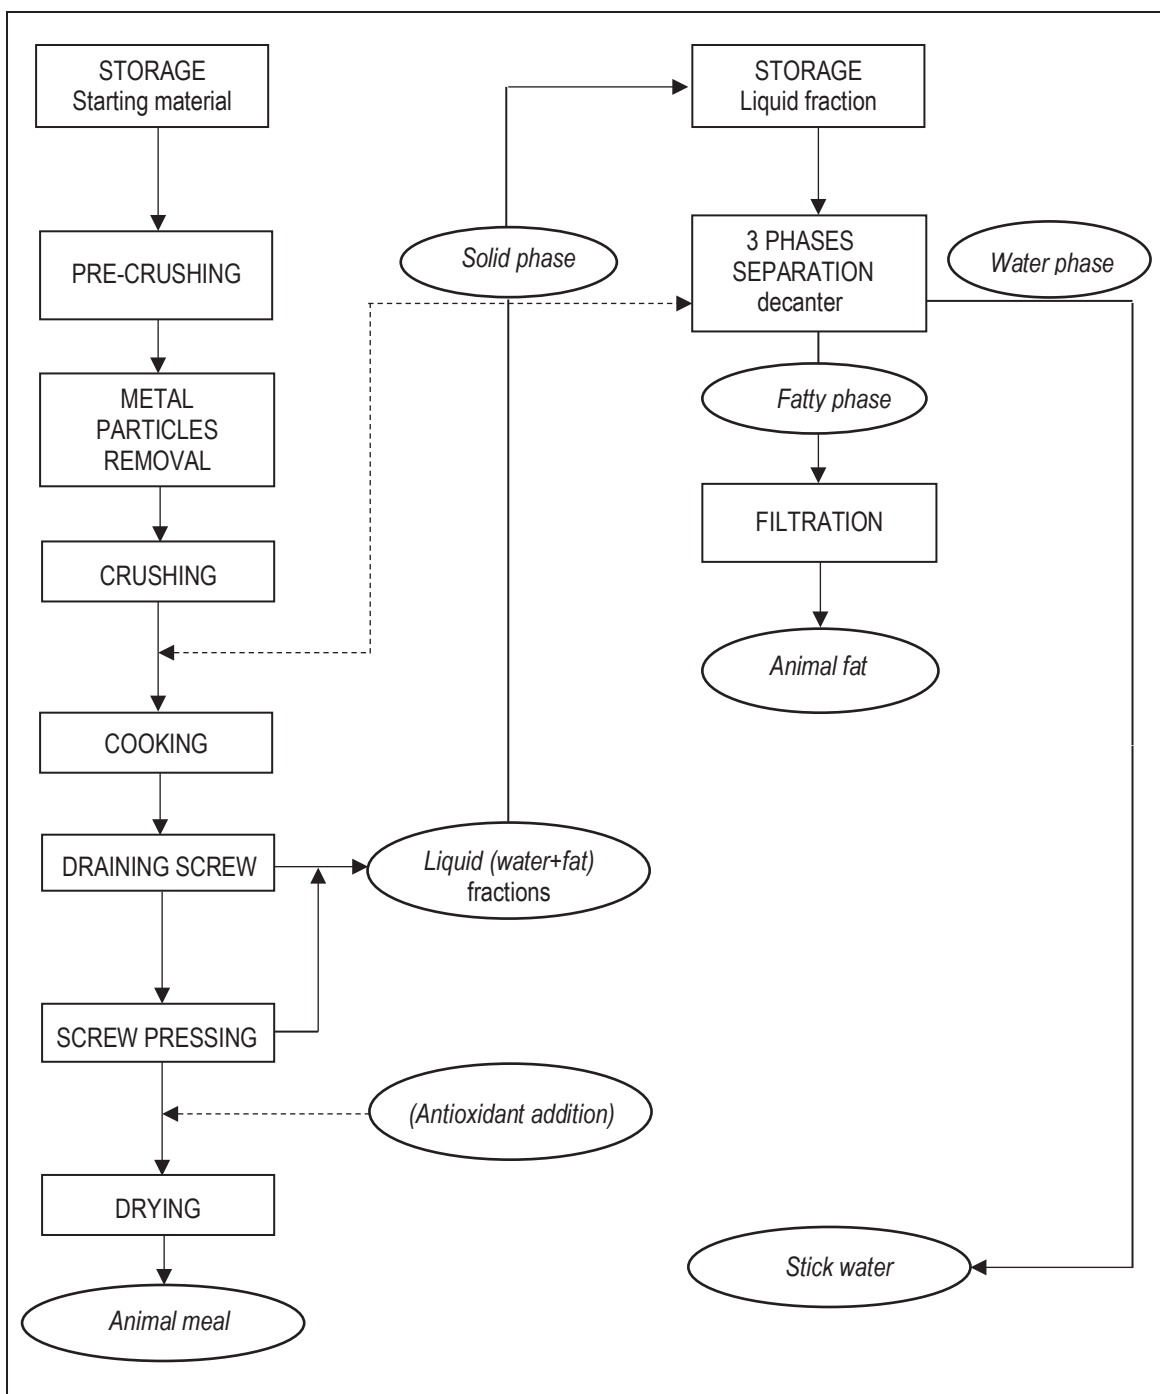 STORAGE
Starting material
PRE-CRUSHING
METAL
PARTICLES
REMOVAL
CRUSHING
COOKING
DRAINING SCREW
SCREW PRESSING
DRYING
Animal meal
Solid phase
Liquid (water+fat)
fractions
(Antioxidant addition)
STORAGE
Liquid fraction
3 PHASES
SEPARATION
decanter
Water phase
Fatty phase
FILTRATION
Animal fat
Stick water